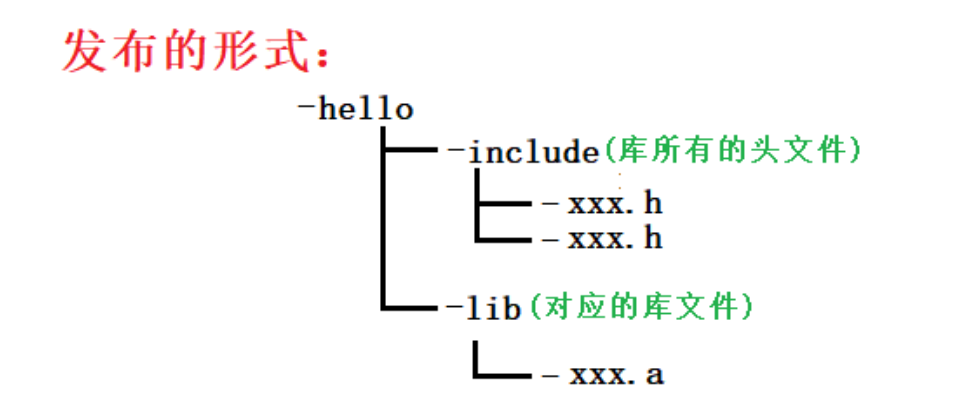 发布的形式：
-hello
-include(库所有的头文件)
-xxx.h
-xxx.h
-lib(对应的库文件)
-xxx.a